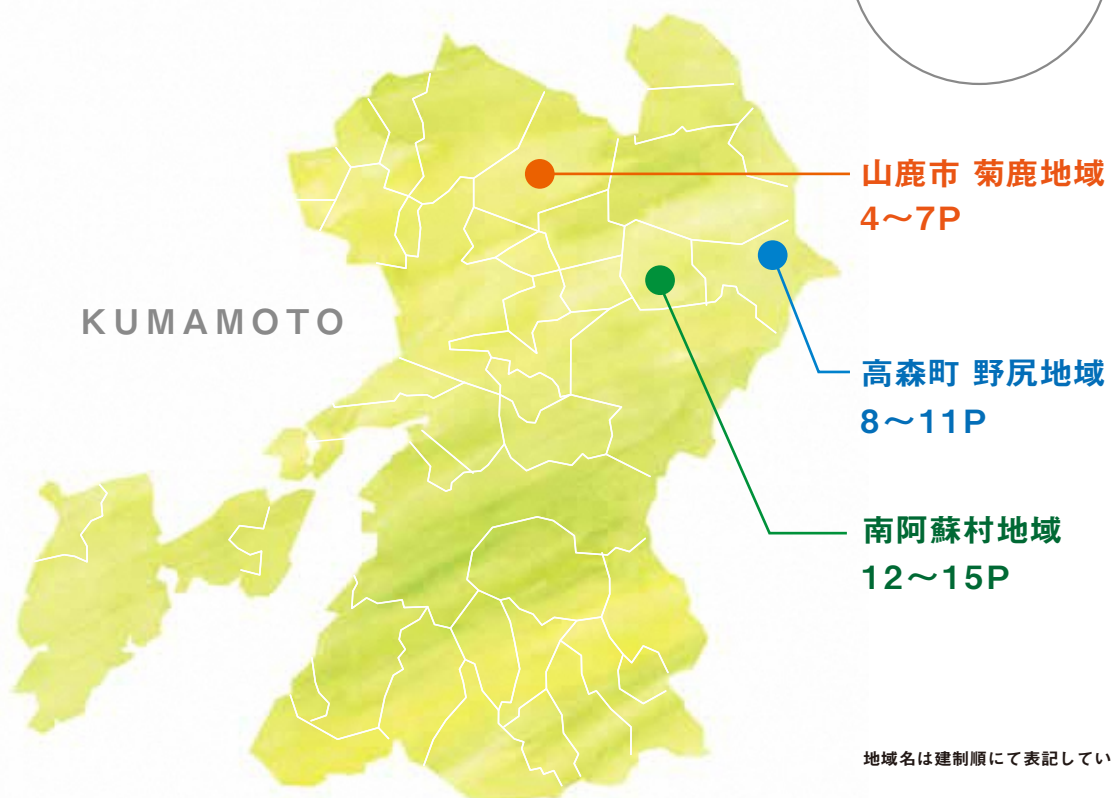 山鹿市 菊鹿地域
4〜7P
KUMAMOTO
高森町 野尻地域
8〜11P
南阿蘇村地域
12〜15P
地域名は建制順にて表記してい